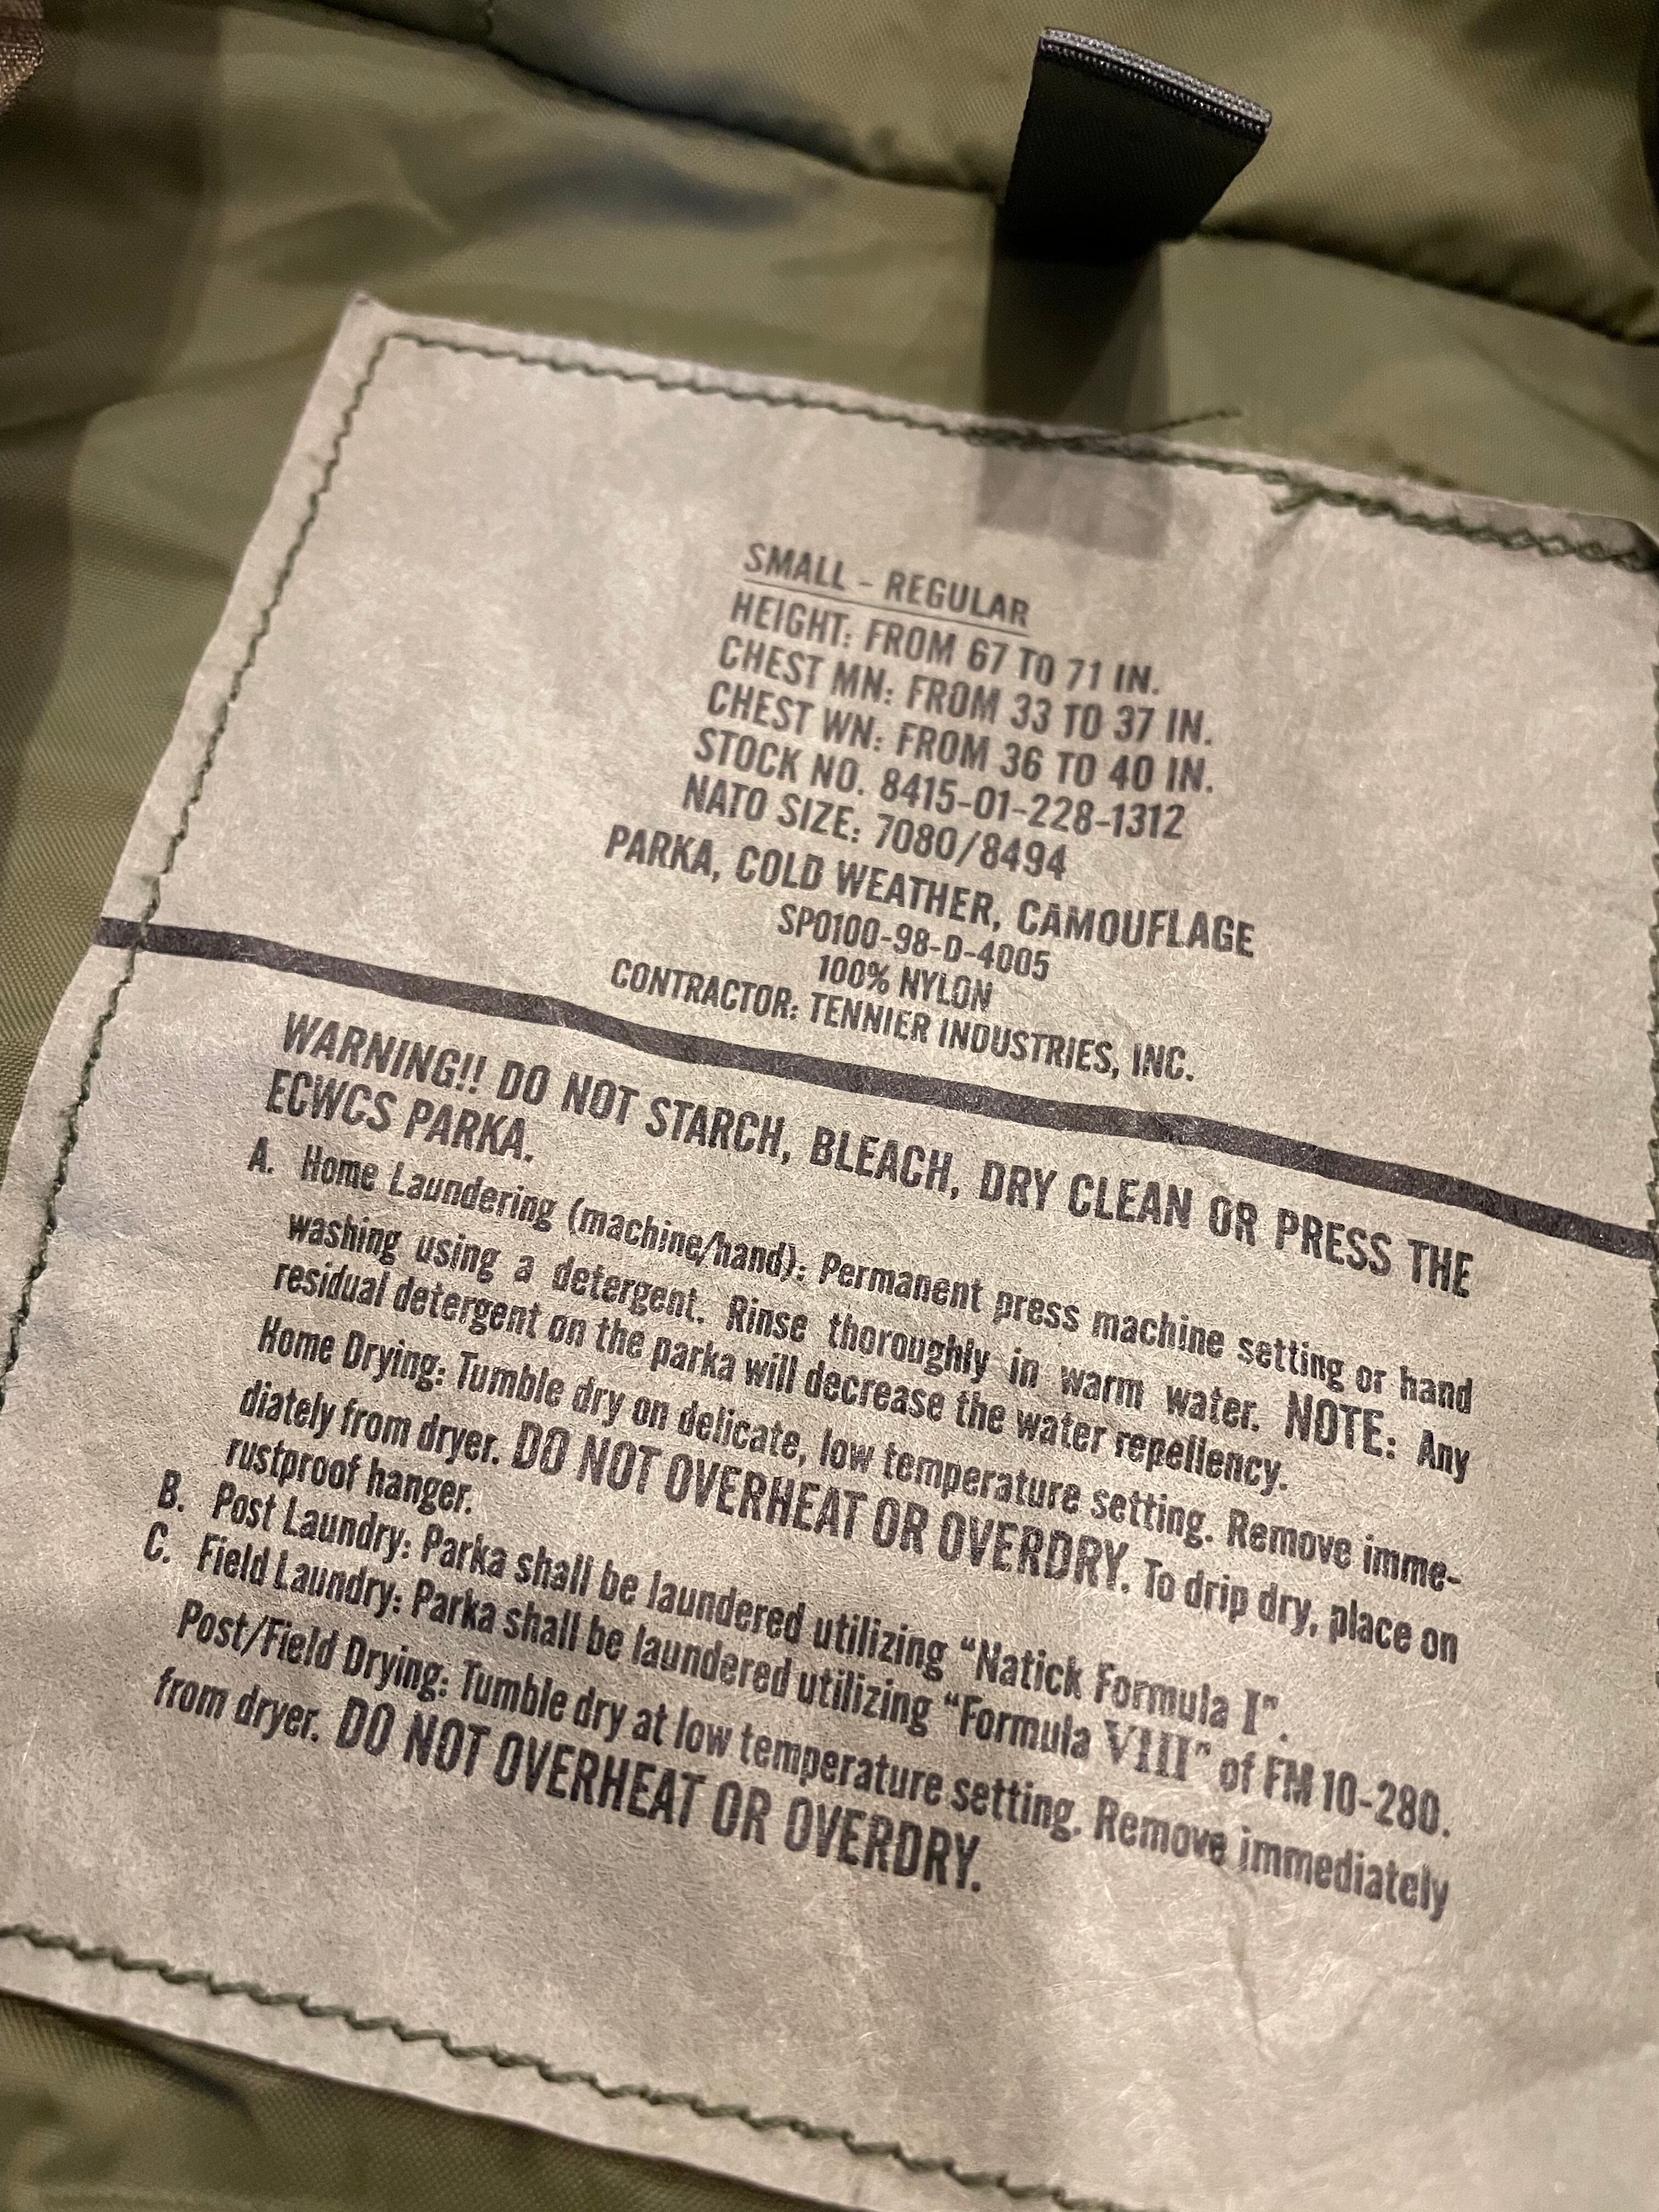 SMALL - REGULAR
HEIGHT: FROM 67 TO 71 IN.
CHEST MN: FROM 33 TO 37 IN.
CHEST WN: FROM 36 TO 40 IN.
STOCK NO. 8415-01-228-1312
NATO SIZE: 7080/8494
PARKA, COLD WEATHER, CAMOUFLAGE
SPO100-98-D-4005
100% NYLON
CONTRACTOR: TENNIER INDUSTRIES, INC.
WARNING!! DO NOT STARCH, BLEACH, DRY CLEAN OR PRESS THE
ECWCS PARKA.
A. Home Laundering (machine/hand): Permanent press machine setting or hand
washing using a detergent. Rinse thoroughly in warm water. NOTE: Any
residual detergent on the parka will decrease the water repellency.
Home Drying: Tumble dry on delicate, low temperature setting. Remove imme-
diately from dryer. DO NOT OVERHEAT OR OVERDRY. To drip dry, place on
rustproof hanger.
B. Post Laundry: Parka shall be laundered utilizing “Natick Formula I”.
C. Field Laundry: Parka shall be laundered utilizing “Formula VIII” of FM 10-280.
Post/Field Drying: Tumble dry at low temperature setting. Remove immediately
from dryer. DO NOT OVERHEAT OR OVERDRY.